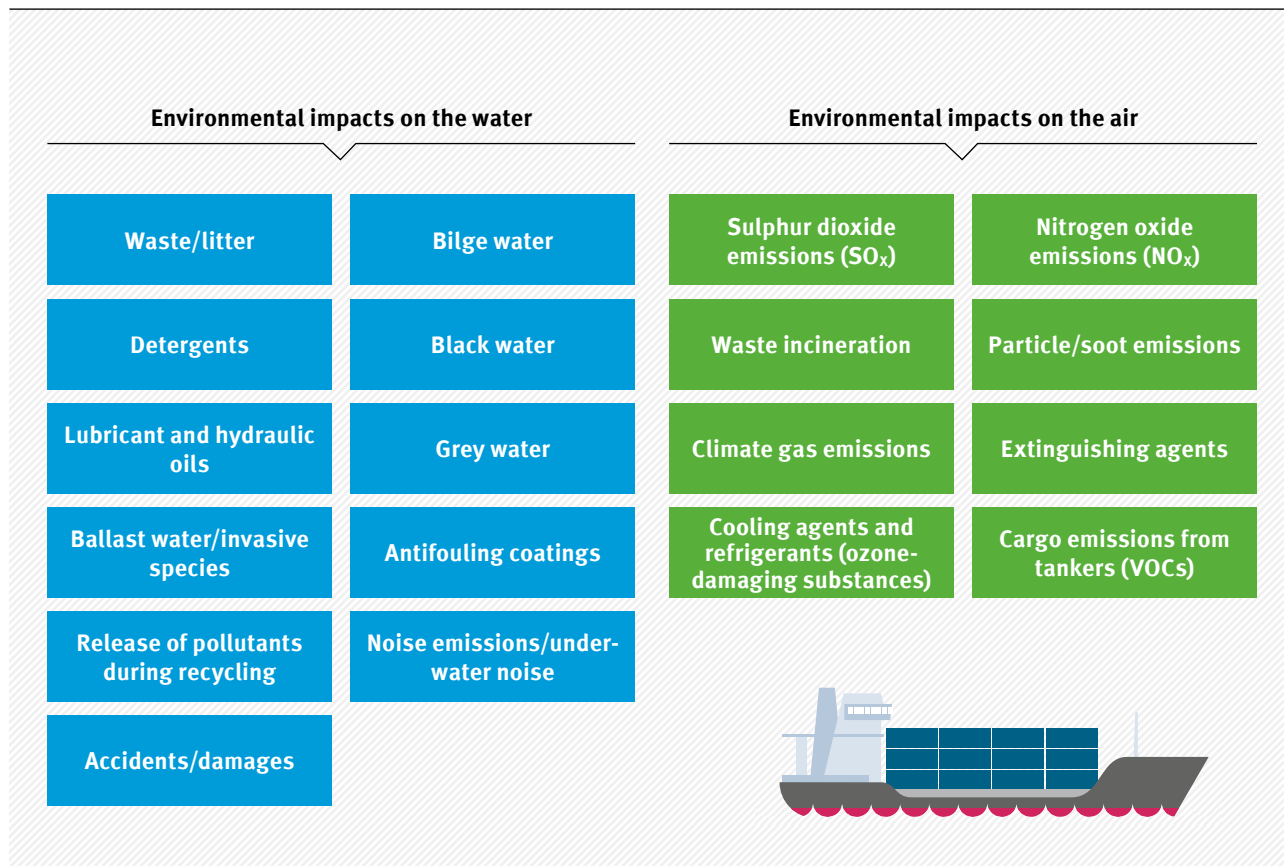 Environmental impacts on the water
Waste/litter
Bilge water
Detergents
Black water
Lubricant and hydraulic
oils
Grey water
Ballast water/invasive
species
Antifouling coatings
Release of pollutants
during recycling
Noise emissions/under-
water noise
Accidents/damages
Environmental impacts on the air
Sulphur dioxide
emissions (SOₓ)
Nitrogen oxide
emissions (NOₓ)
Waste incineration
Particle/soot emissions
Climate gas emissions
Extinguishing agents
Cooling agents and
refrigerants (ozone-
damaging substances)
Cargo emissions from
tankers (VOCs)